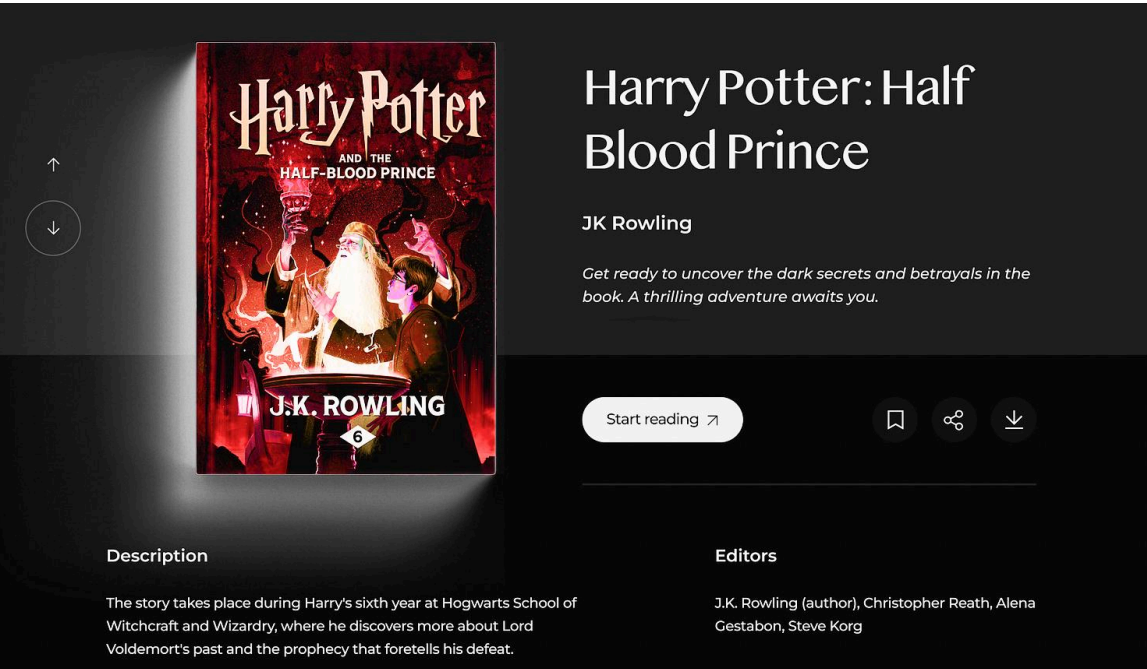 Harry Potter
AND THE
HALF-BLOOD PRINCE
J.K. ROWLING
6
Harry Potter: Half
Blood Prince
JK Rowling
Get ready to uncover the dark secrets and betrayals in the
book. A thrilling adventure awaits you.
Start reading
Description
The story takes place during Harry's sixth year at Hogwarts School of
Witchcraft and Wizardry, where he discovers more about Lord
Voldemort's past and the prophecy that foretells his defeat.
Editors
J.K. Rowling (author), Christopher Reath, Alena
Gestabon, Steve Korg